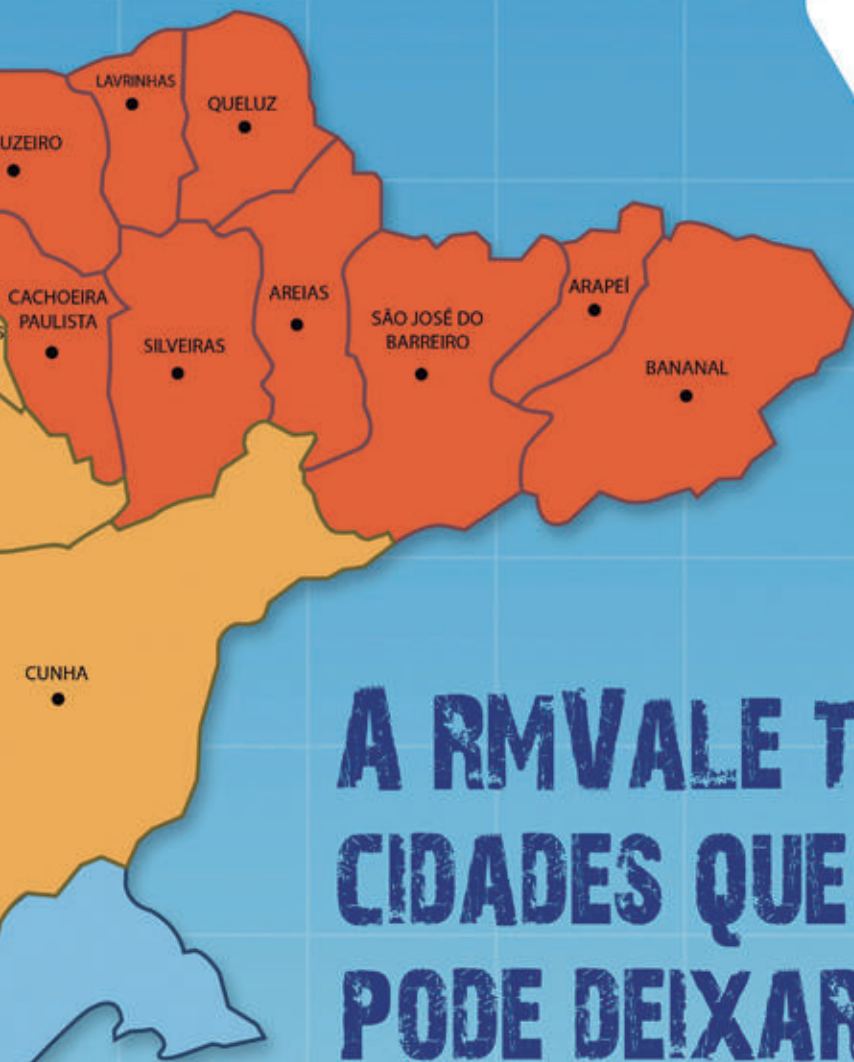 LAVRINHAS
QUELUZ
UZEIRO
CACHOEIRA
PAULISTA
AREIAS
ARAPEÍ
SÃO JOSÉ DO
BARREIRO
SILVEIRAS
BANANAL
CUNHA
A RMVALE T
CIDADES QUE
PODE DEIXAR